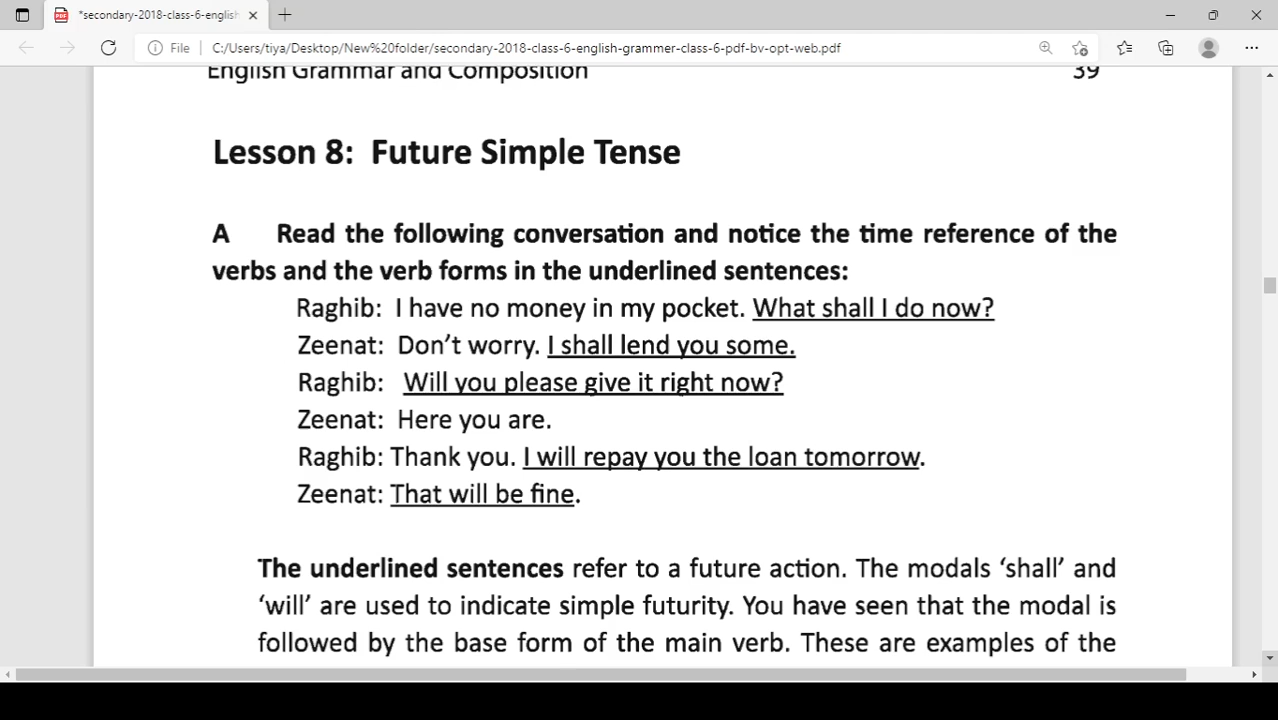 *secondary-2018-class-6-english
File C:/Users/tiya/Desktop/New%20folder/secondary-2018-class-6-english-grammer-class-6-pdf-bv-opt-web.pdf
English Grammar and Composition 39
Lesson 8: Future Simple Tense
A Read the following conversation and notice the time reference of the
verbs and the verb forms in the underlined sentences:
Raghib: I have no money in my pocket. What shall I do now?
Zeenat: Don’t worry. I shall lend you some.
Raghib: Will you please give it right now?
Zeenat: Here you are.
Raghib: Thank you. I will repay you the loan tomorrow.
Zeenat: That will be fine.
The underlined sentences refer to a future action. The modals ‘shall’ and
‘will’ are used to indicate simple futurity. You have seen that the modal is
followed by the base form of the main verb. These are examples of the